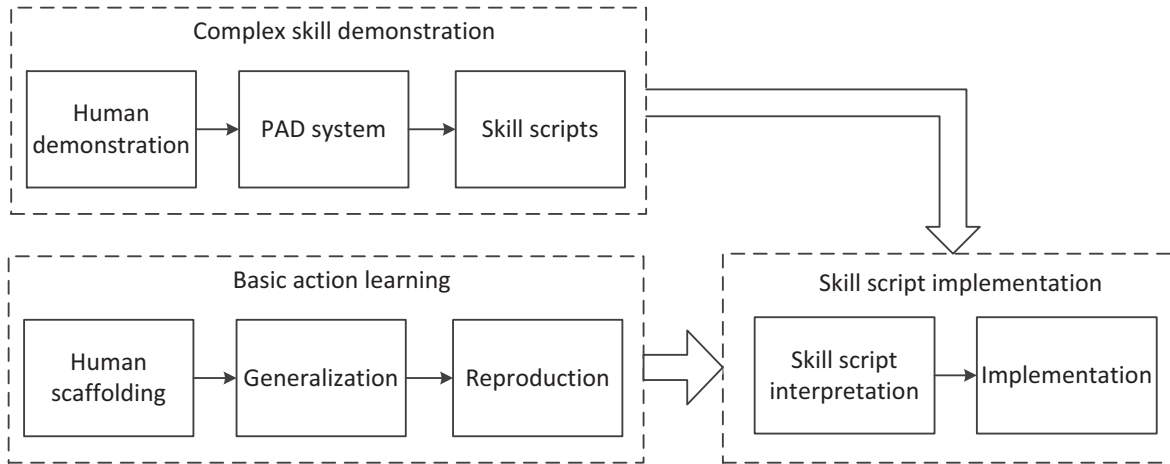 Complex skill demonstration
Human
demonstration
PAD system
Skill scripts
Basic action learning
Human
scaffolding
Generalization
Reproduction
Skill script implementation
Skill script
interpretation
Implementation